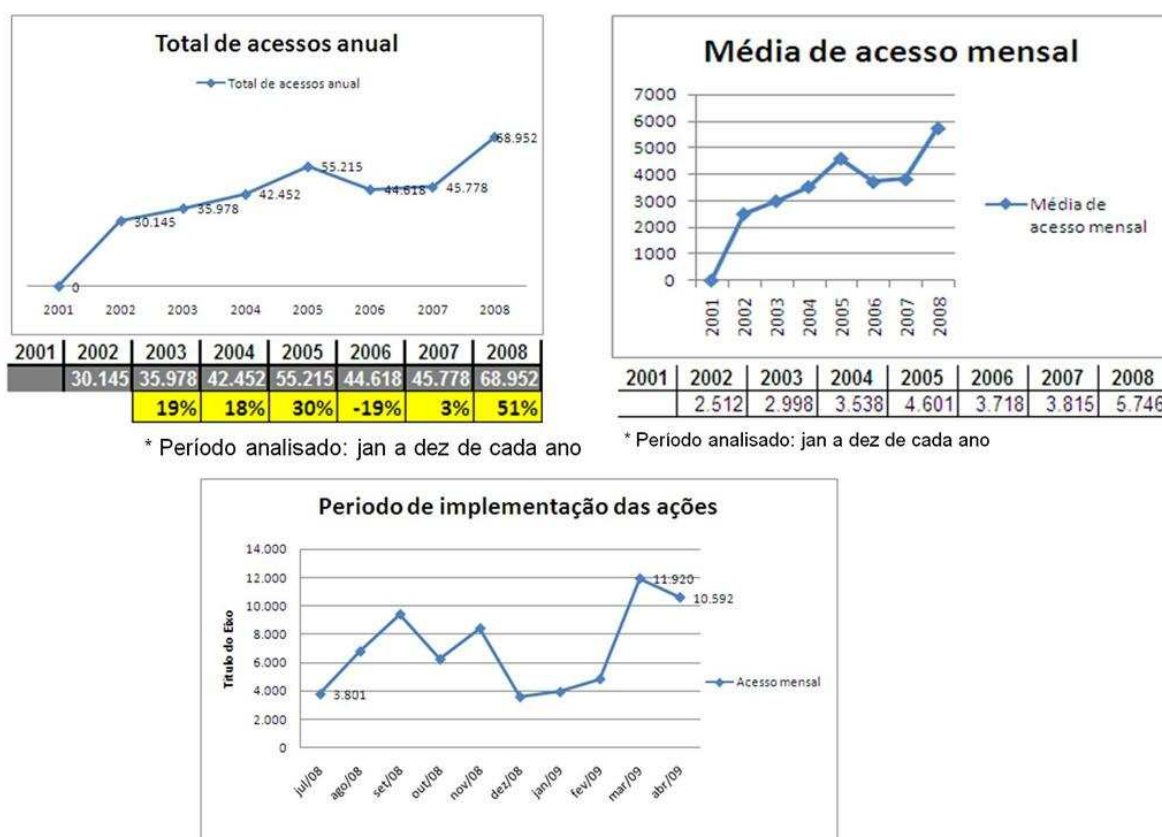 Total de acessos anual
Total de acessos anual
68.952
55.215
44.618
45.778
42.452
35.978
30.145
0
2001 2002 2003 2004 2005 2006 2007 2008
2001 2002 2003 2004 2005 2006 2007 2008
30.145 35.978 42.452 55.215 44.618 45.778 68.952
19% 18% 30% -19% 3% 51%
* Período analisado: jan a dez de cada ano
Média de acesso mensal
7000
6000
5000
4000
3000
2000
1000
0
Média de
acesso mensal
2001 2002 2003 2004 2005 2006 2007 2008
2001 2002 2003 2004 2005 2006 2007 2008
2.512 2.998 3.538 4.601 3.718 3.815 5.746
* Período analisado: jan a dez de cada ano
Periodo de implementação das ações
Título do Eixo
14.000
12.000
10.000
8.000
6.000
4.000
2.000
0
3.801
11.920
10.592
Acesso mensal
jul/08 ago/08 set/08 out/08 nov/08 dez/08 jan/09 fev/09 mar/09 abr/09